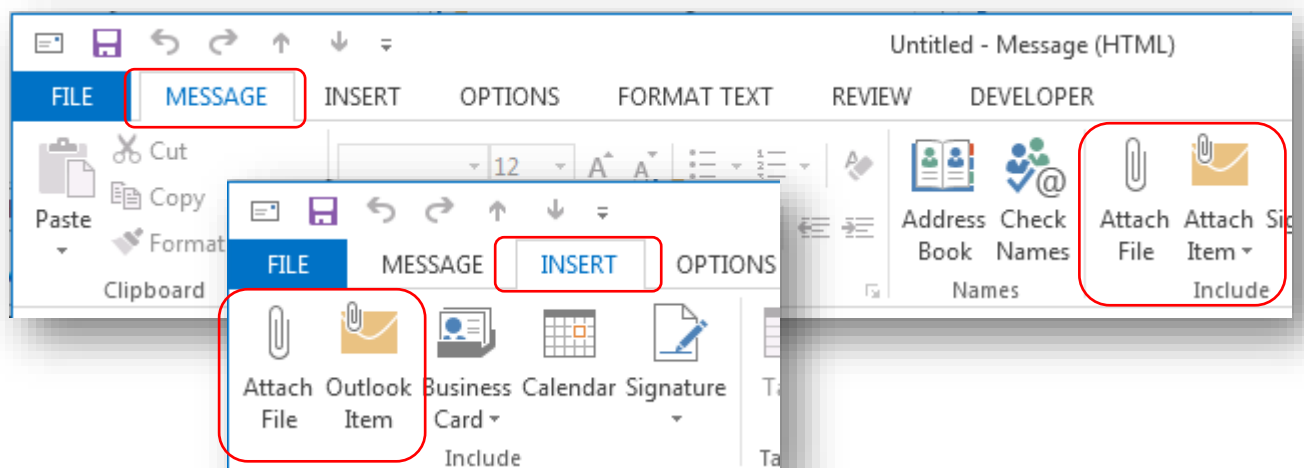 Untitled - Message (HTML)
FILE MESSAGE INSERT OPTIONS FORMAT TEXT REVIEW DEVELOPER
Cut
Copy
Format
Paste
Clipboard
12
Address Book
Check Names
Names
Attach File
Attach Item
Include
FILE MESSAGE INSERT OPTIONS
Attach File
Outlook Item
Business Card
Calendar
Signature
Include